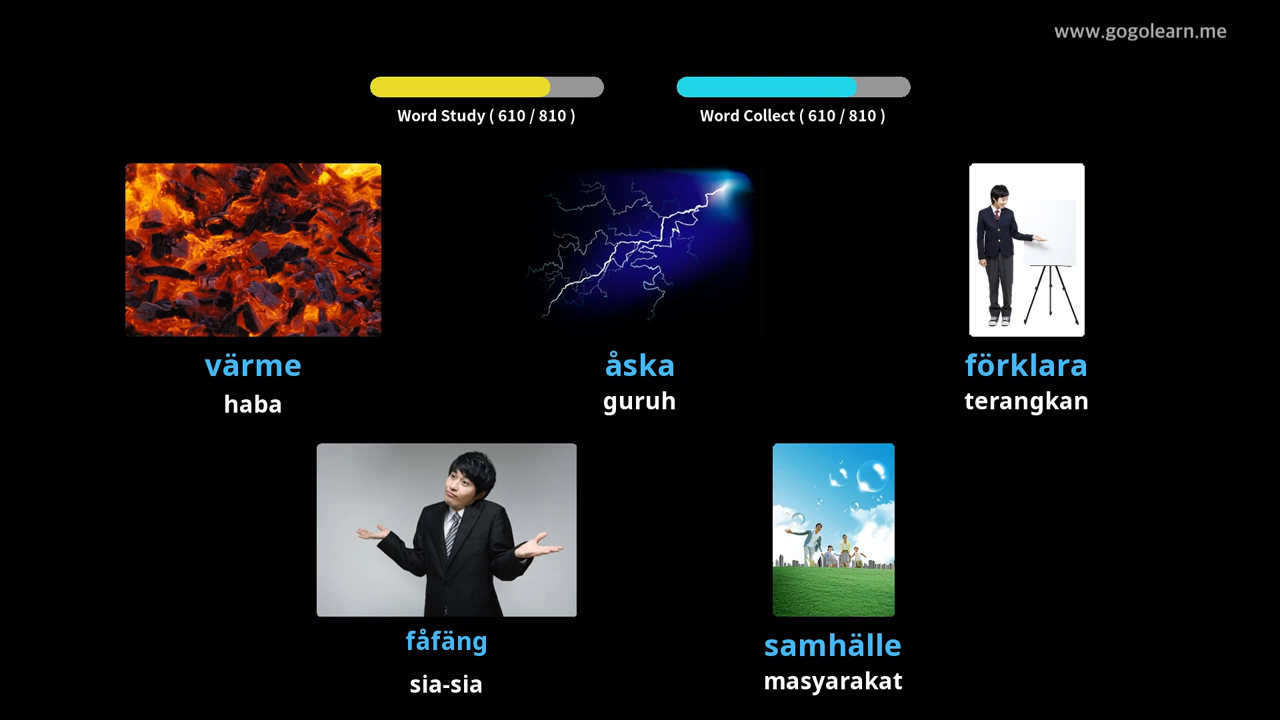 www.gogolearn.me
Word Study ( 610 / 810 )
Word Collect ( 610 / 810 )
värme
haba
åska
guruh
förklara
terangkan
fåfäng
sia-sia
samhälle
masyarakat